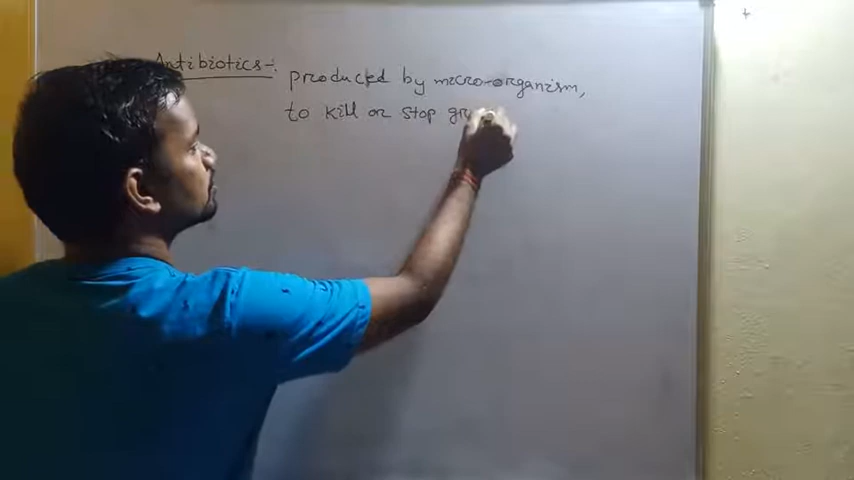 Antibiotics-: produced by micro-organism,
to kill or stop